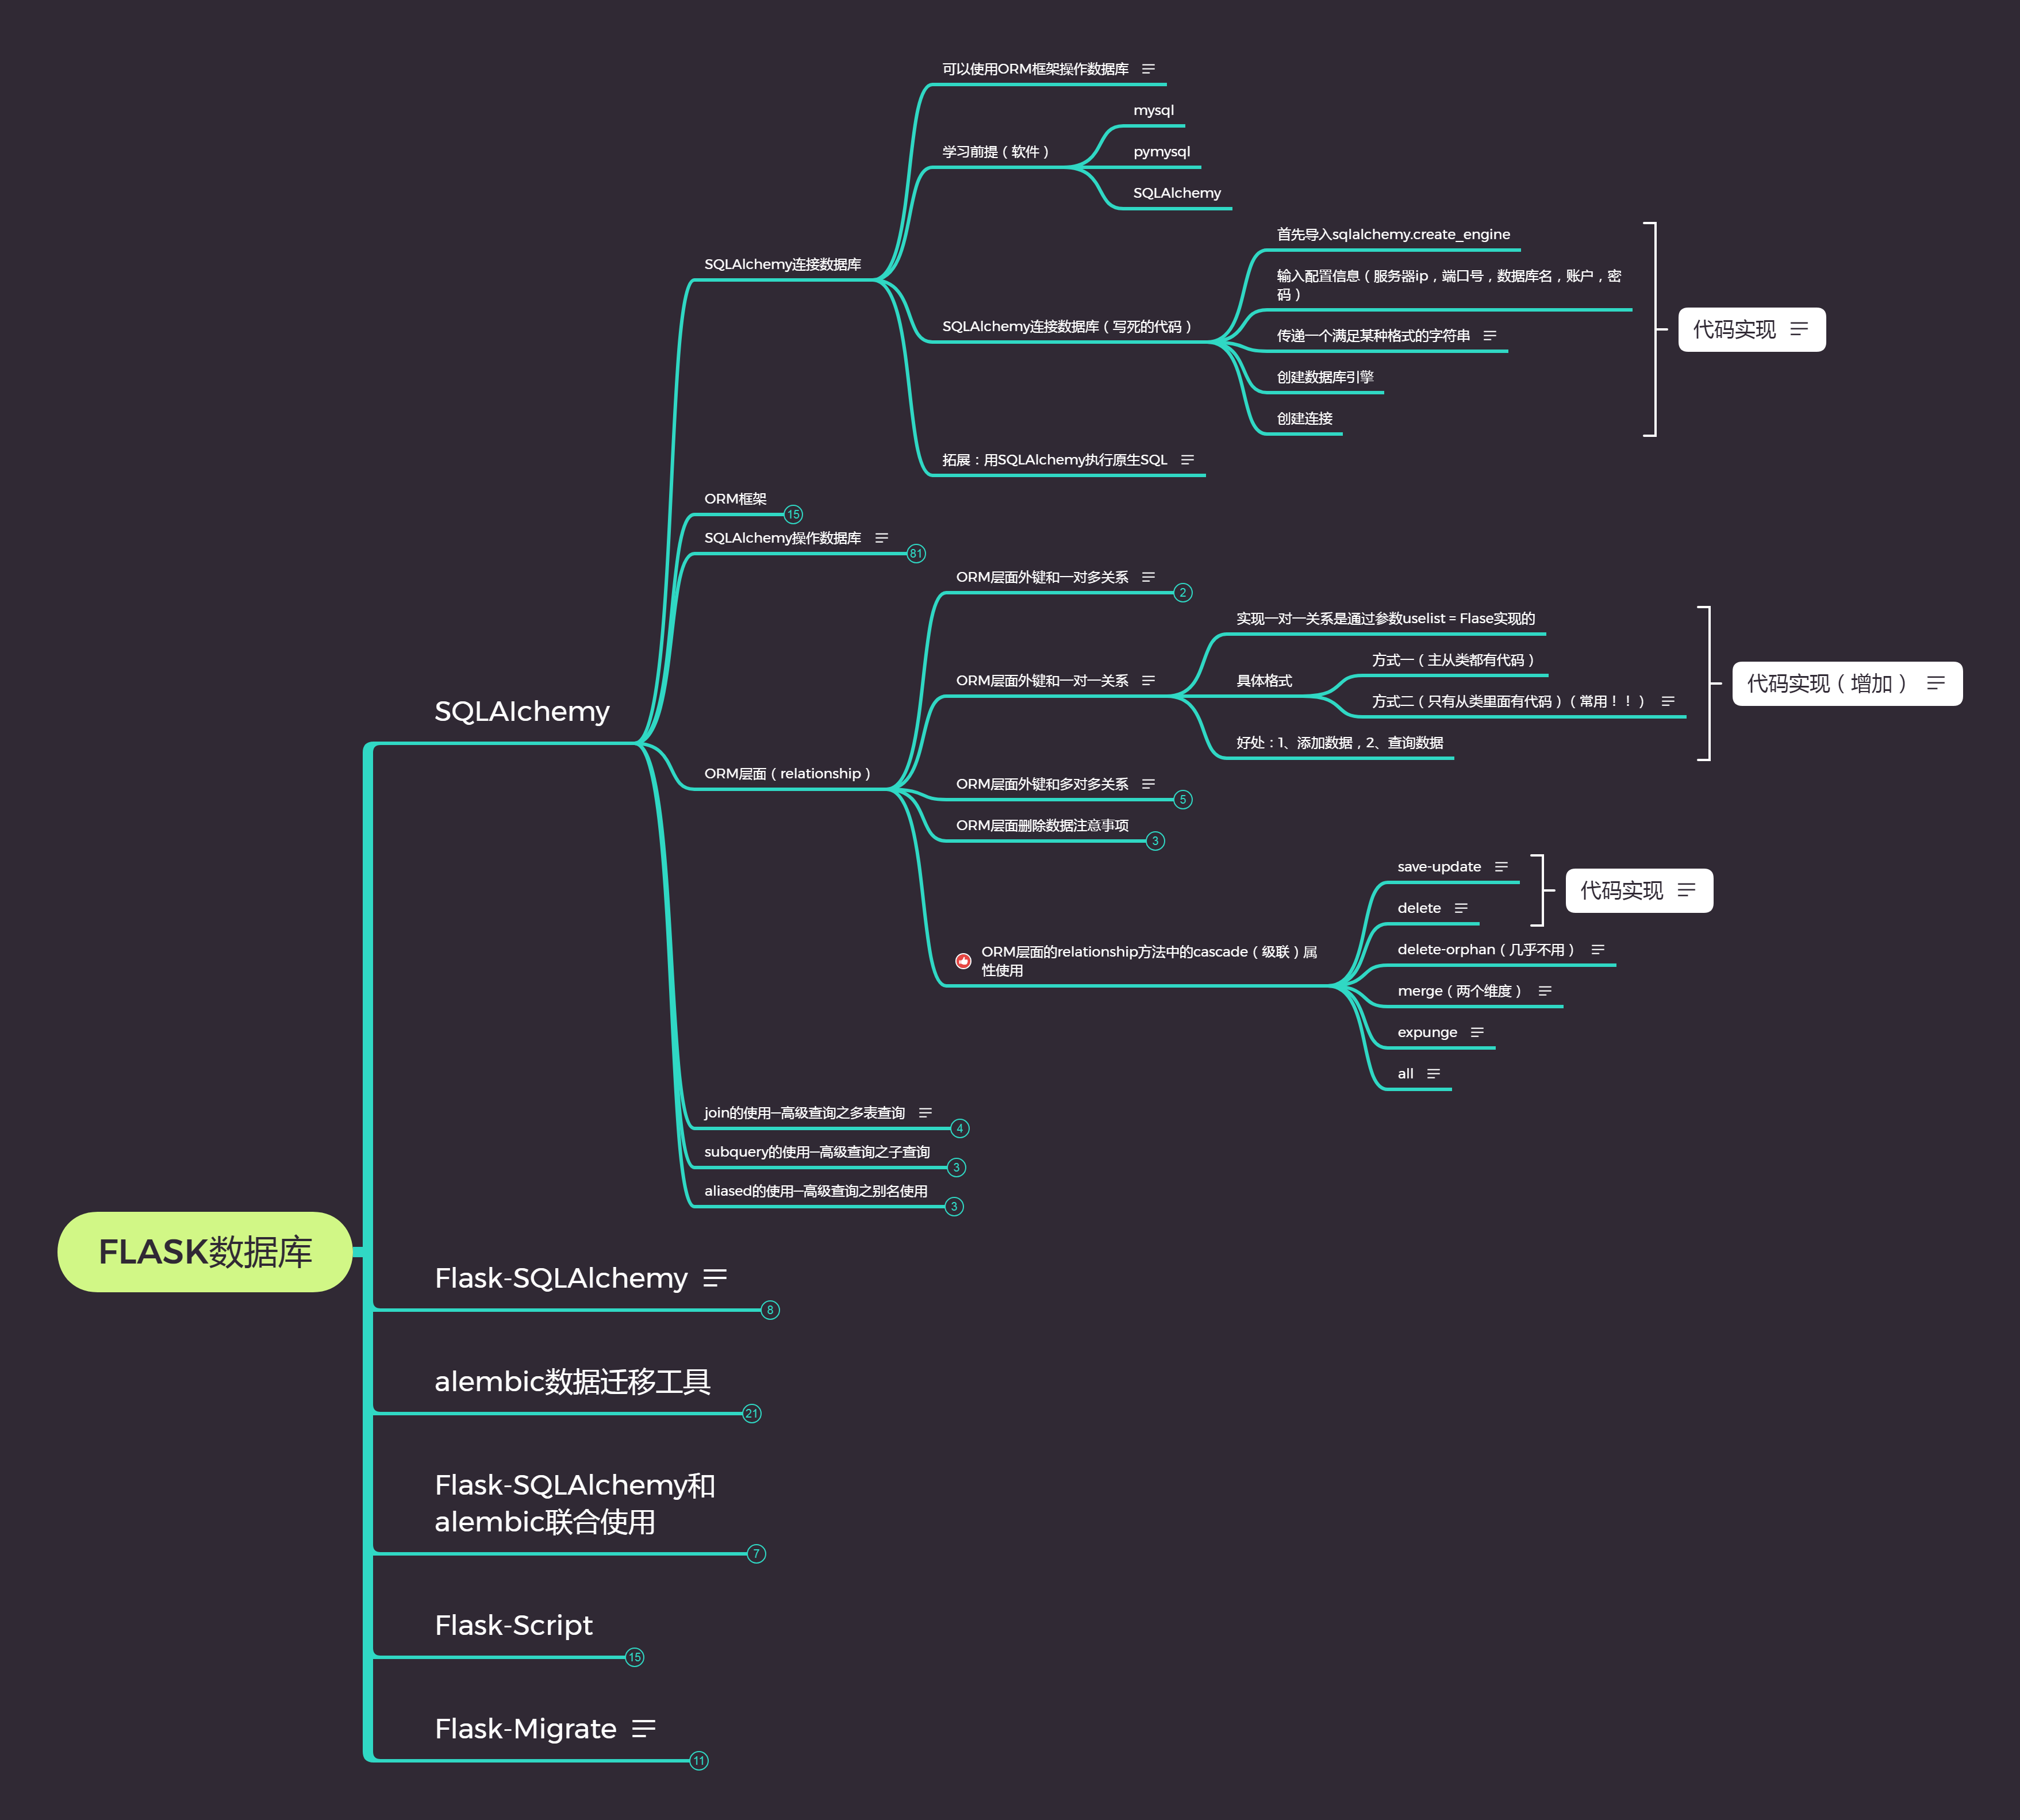 FLASK数据库
SQLAlchemy
SQLAlchemy连接数据库
可以使用ORM框架操作数据库
学习前提（软件）
mysql
pymysql
SQLAlchemy
SQLAlchemy连接数据库（写死的代码）
首先导入sqlalchemy.create_engine
输入配置信息（服务器ip，端口号，数据库名，账户，密
码）
传递一个满足某种格式的字符串
创建数据库引擎
创建连接
代码实现
拓展：用SQLAlchemy执行原生SQL
ORM框架
15
SQLAlchemy操作数据库
81
ORM层面（relationship）
ORM层面外键和一对多关系
2
ORM层面外键和一对一关系
实现一对一关系是通过参数uselist = Flase实现的
具体格式
方式一（主从类都有代码）
方式二（只有从类里面有代码）（常用！！）
好处：1、添加数据，2、查询数据
代码实现（增加）
ORM层面外键和多对多关系
5
ORM层面删除数据注意事项
3
ORM层面的relationship方法中的cascade（级联）属
性使用
save-update
delete
代码实现
delete-orphan（几乎不用）
merge（两个维度）
expunge
all
join的使用—高级查询之多表查询
4
subquery的使用—高级查询之子查询
3
aliased的使用—高级查询之别名使用
3
Flask-SQLAlchemy
8
alembic数据迁移工具
21
Flask-SQLAlchemy和
alembic联合使用
7
Flask-Script
15
Flask-Migrate
11